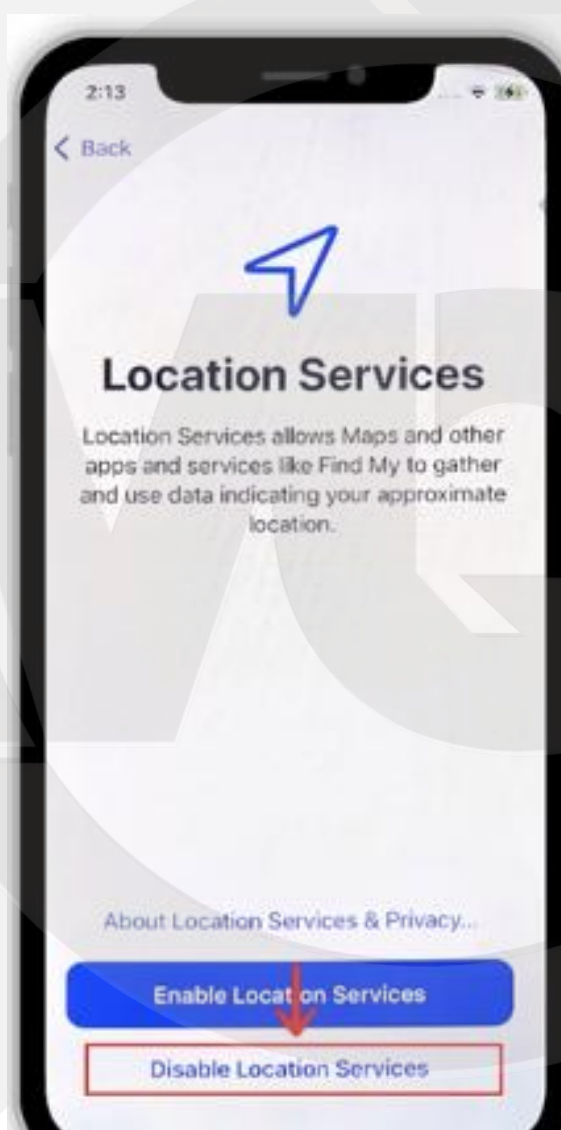 2:13
Back
Location Services
Location Services allows Maps and other
apps and services like Find My to gather
and use data indicating your approximate
location.
About Location Services & Privacy...
Enable Location Services
Disable Location Services